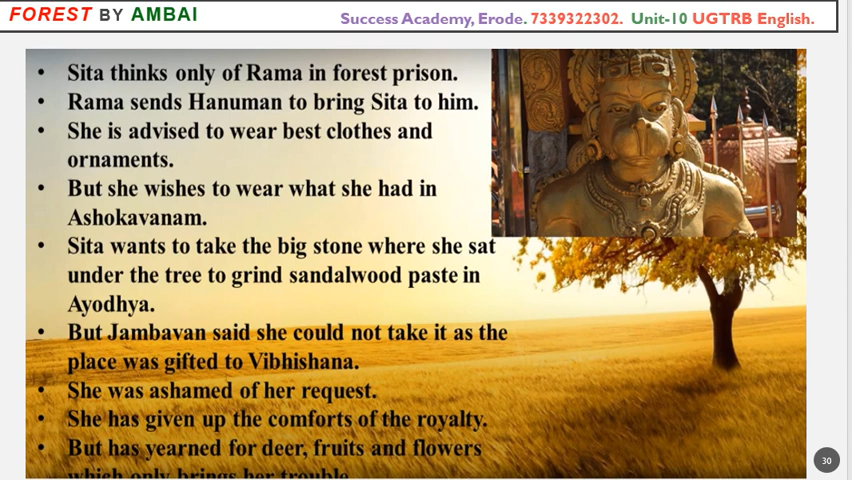 FOREST BY AMBAI
Success Academy, Erode. 7339322302. Unit-10 UGTRB English.
• Sita thinks only of Rama in forest prison.
• Rama sends Hanuman to bring Sita to him.
• She is advised to wear best clothes and
ornaments.
• But she wishes to wear what she had in
Ashokavanam.
• Sita wants to take the big stone where she sat
under the tree to grind sandalwood paste in
Ayodhya.
• But Jambavan said she could not take it as the
place was gifted to Vibhishana.
• She was ashamed of her request.
• She has given up the comforts of the royalty.
• But has yearned for deer, fruits and flowers
which only brings her trouble
30